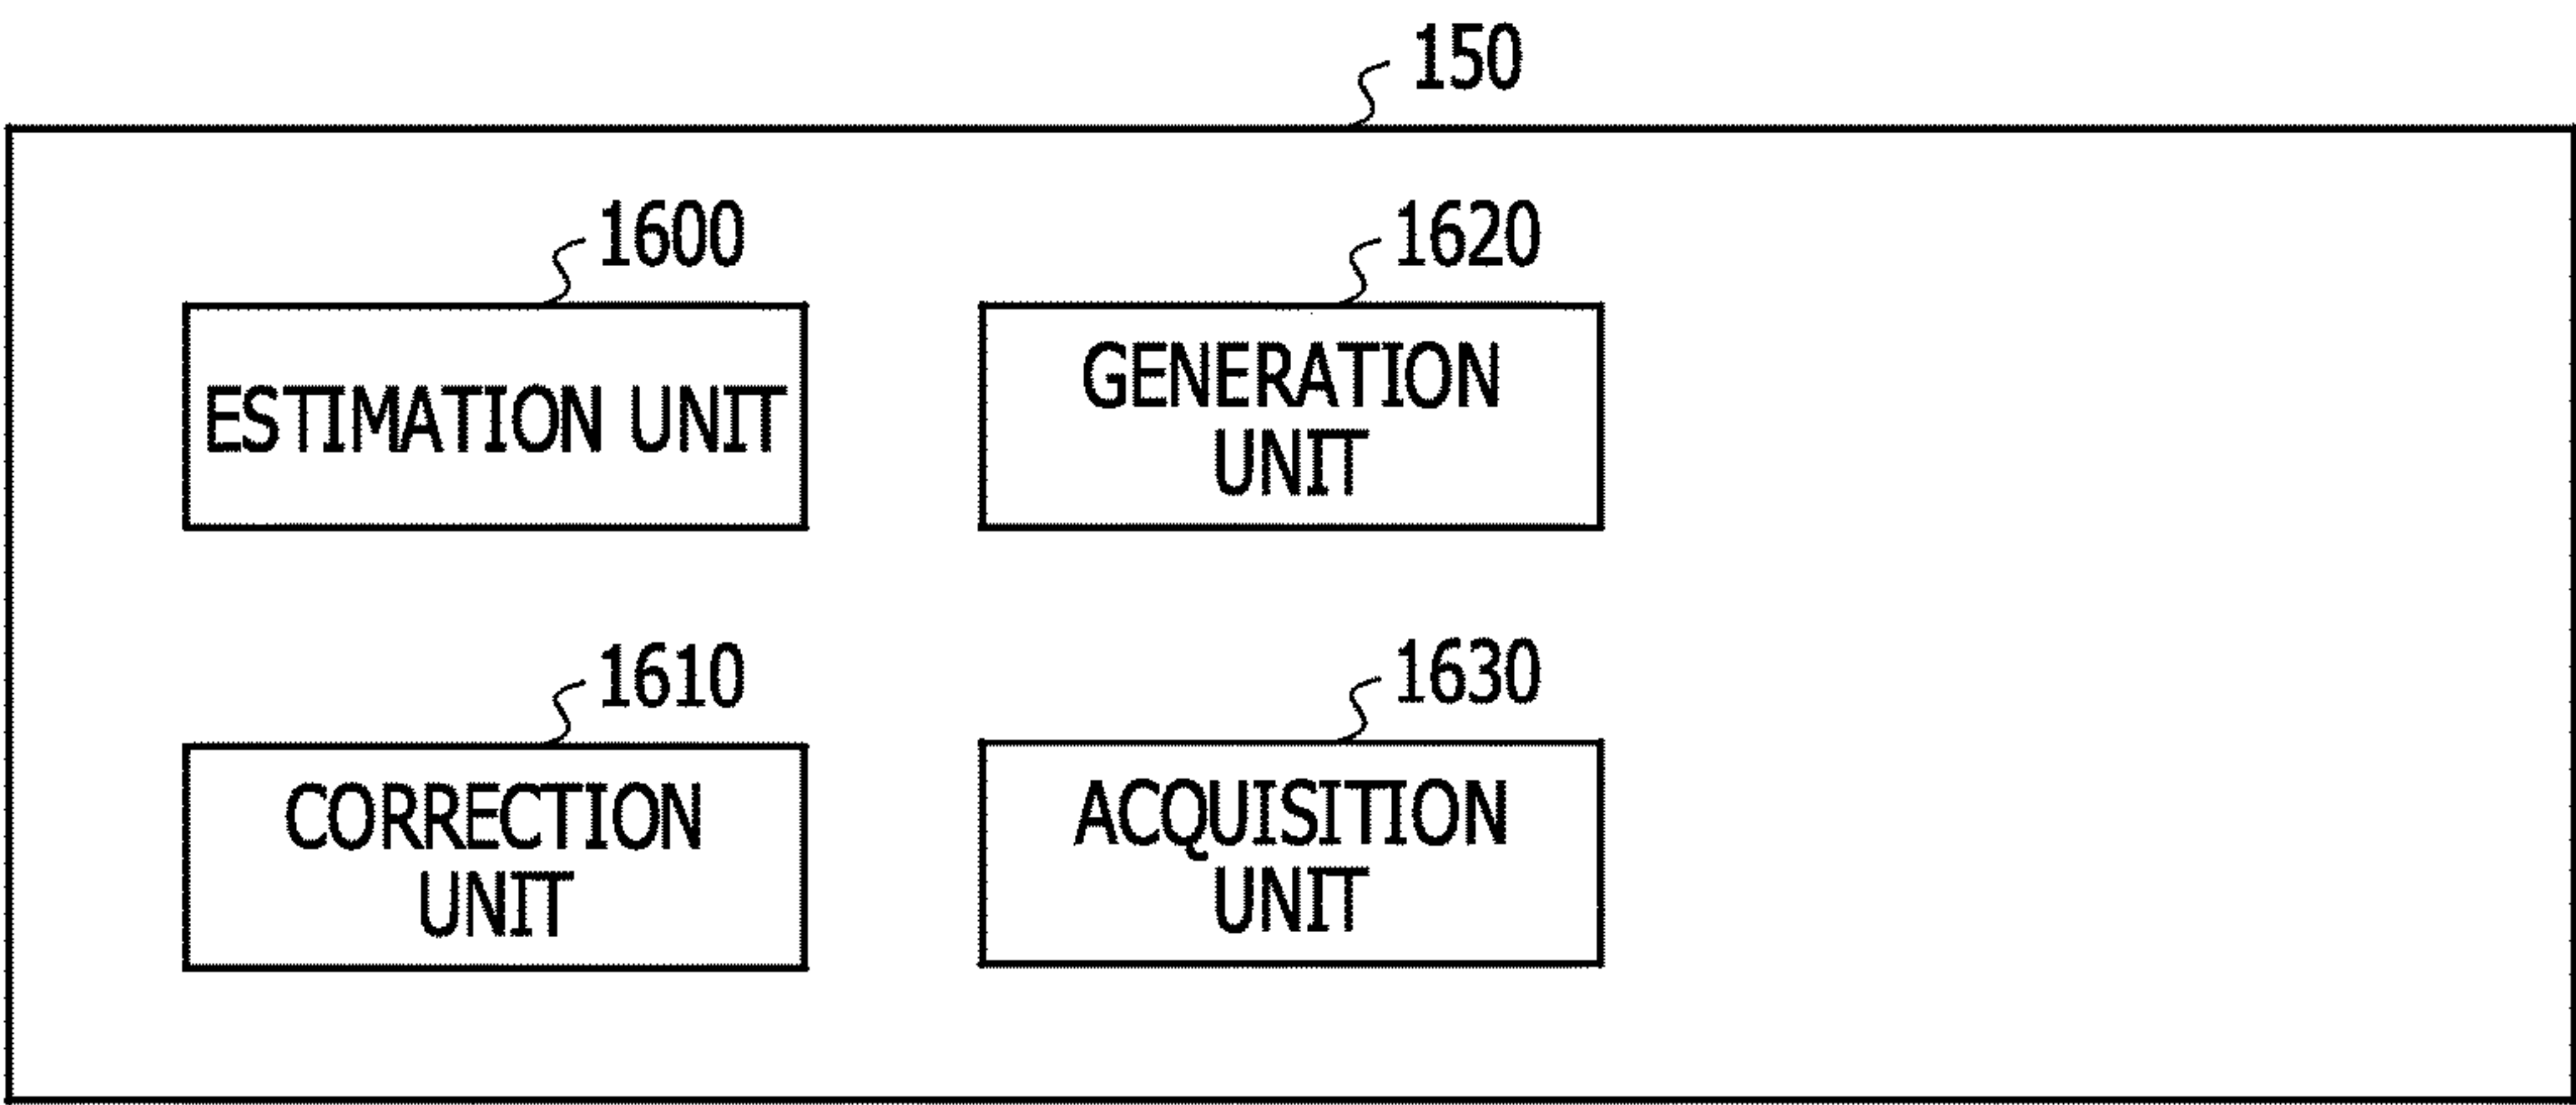 150
1600
ESTIMATION UNIT
1620
GENERATION
UNIT
1610
CORRECTION
UNIT
1630
ACQUISITION
UNIT